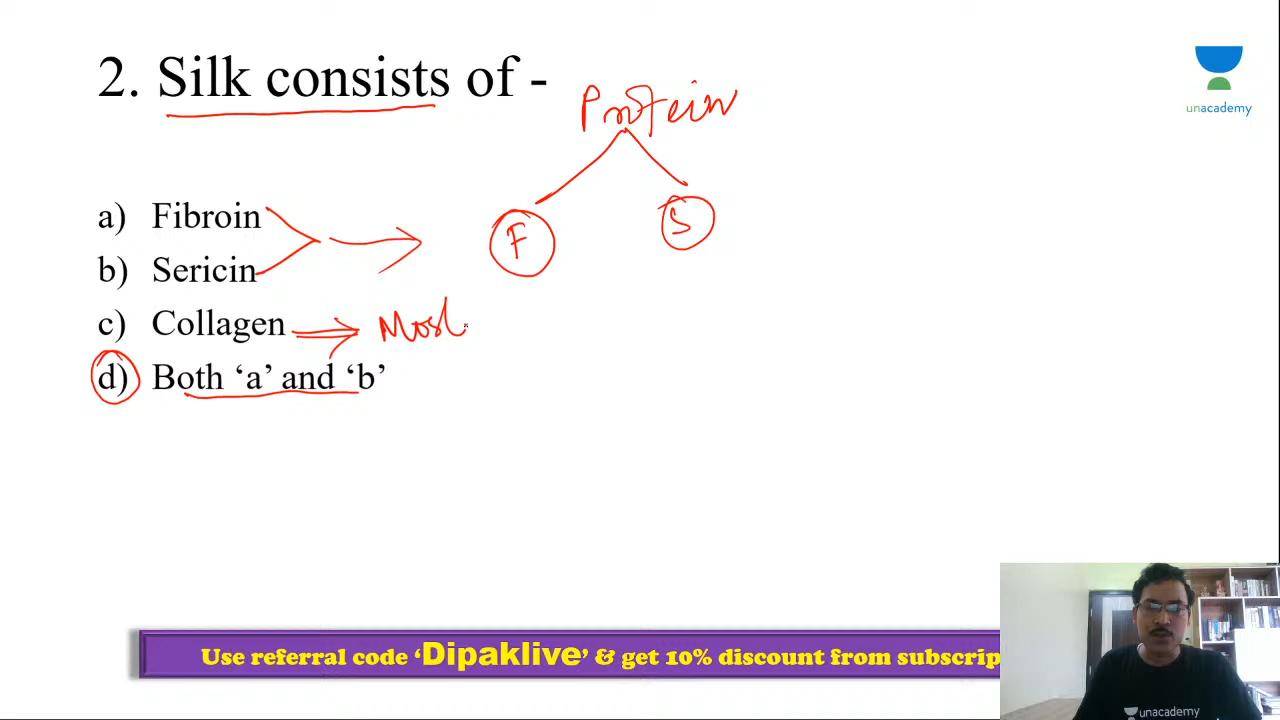 2. Silk consists of -
Protein
unacademy
a) Fibroin
F
S
b) Sericin
c) Collagen
Most
d) Both ‘a’ and ‘b’
Use referral code ‘Dipaklive’ & get 10% discount from subscrip
unacademy